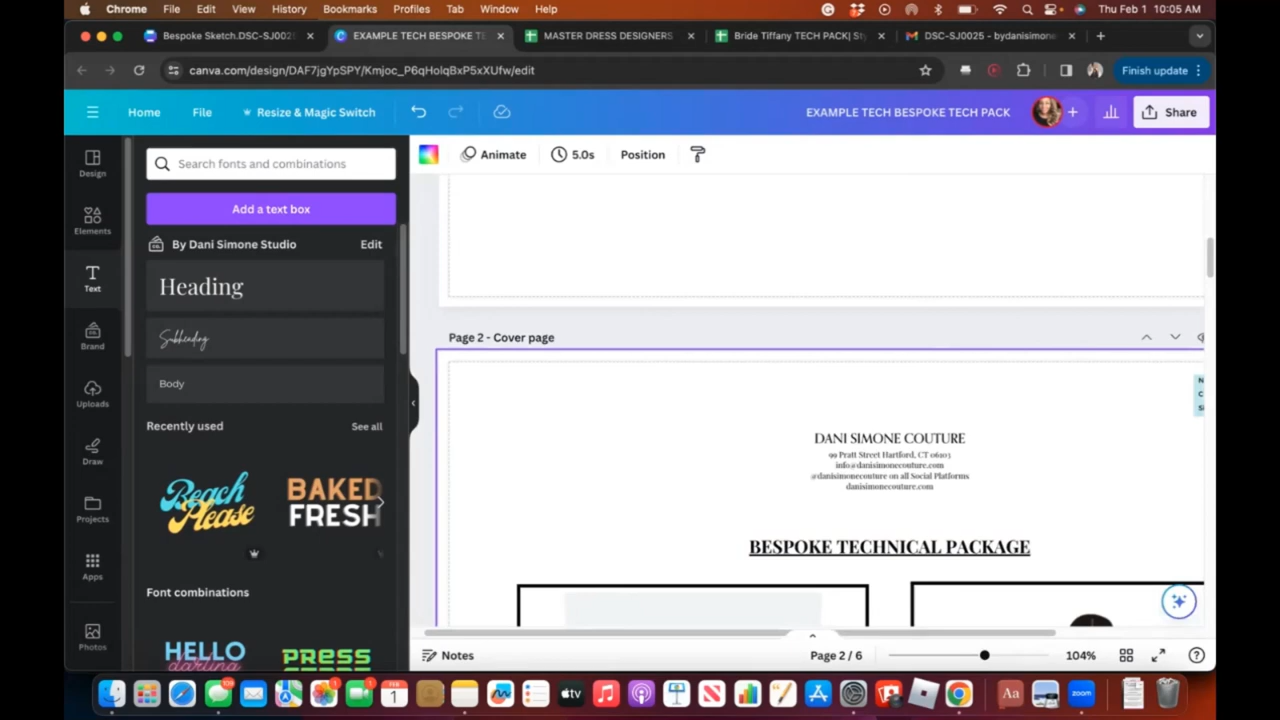 Chrome File Edit View History Bookmarks Profiles Tab Window Help Thu Feb 1 10:05 AM
Bespoke Sketch.DSC-SJ002 EXAMPLE TECH BESPOKE TE MASTER DRESS DESIGNERS Bride Tiffany TECH PACK| St DSC-SJ0025 - bydanisimone
canva.com/design/DAF7jgYpSPY/Kmjoc_P6qHolqBxP5xXUfw/edit Finish update
Home File Resize & Magic Switch EXAMPLE TECH BESPOKE TECH PACK Share
Design
Elements
Text
Brand
Uploads
Draw
Projects
Apps
Photos
Search fonts and combinations
Add a text box
By Dani Simone Studio Edit
Heading
Subheading
Body
Recently used See all
Beach Please
BAKED FRESH
Font combinations
HELLO darling
PRESS
Animate 5.0s Position
Page 2 - Cover page
DANI SIMONE COUTURE
99 Pratt Street Hartford, CT 06103
info@danisimonecouture.com
@danisimonecouture on all Social Platforms
danisimonecouture.com
BESPOKE TECHNICAL PACKAGE
Notes Page 2 / 6 104%
FEB
1
tv
Aa
zoom